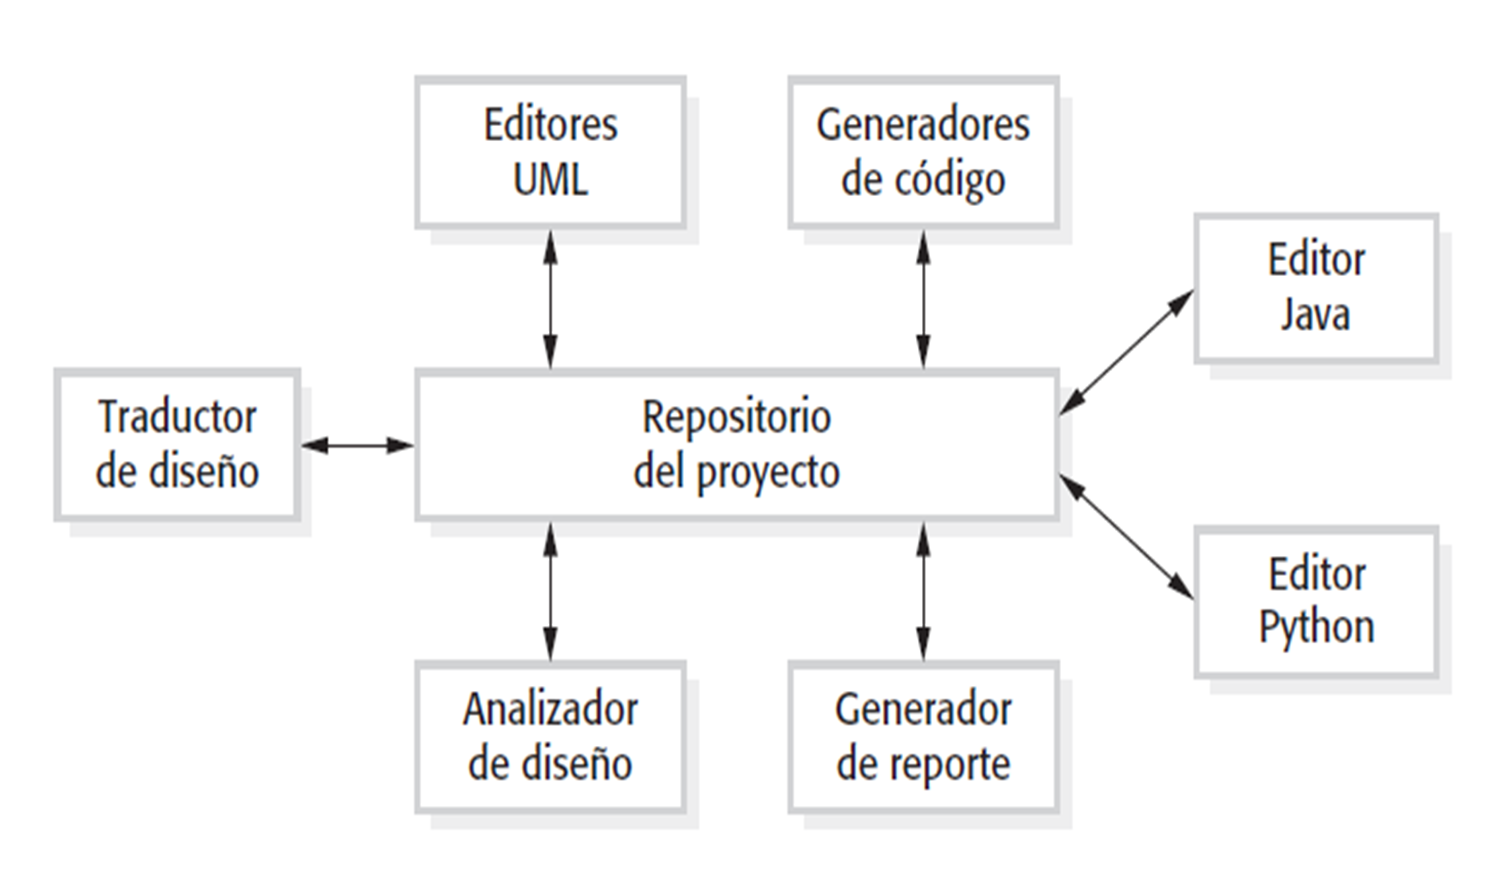 Editores
UML
Generadores
de código
Editor
Java
Traductor
de diseño
Repositorio
del proyecto
Editor
Python
Analizador
de diseño
Generador
de reporte